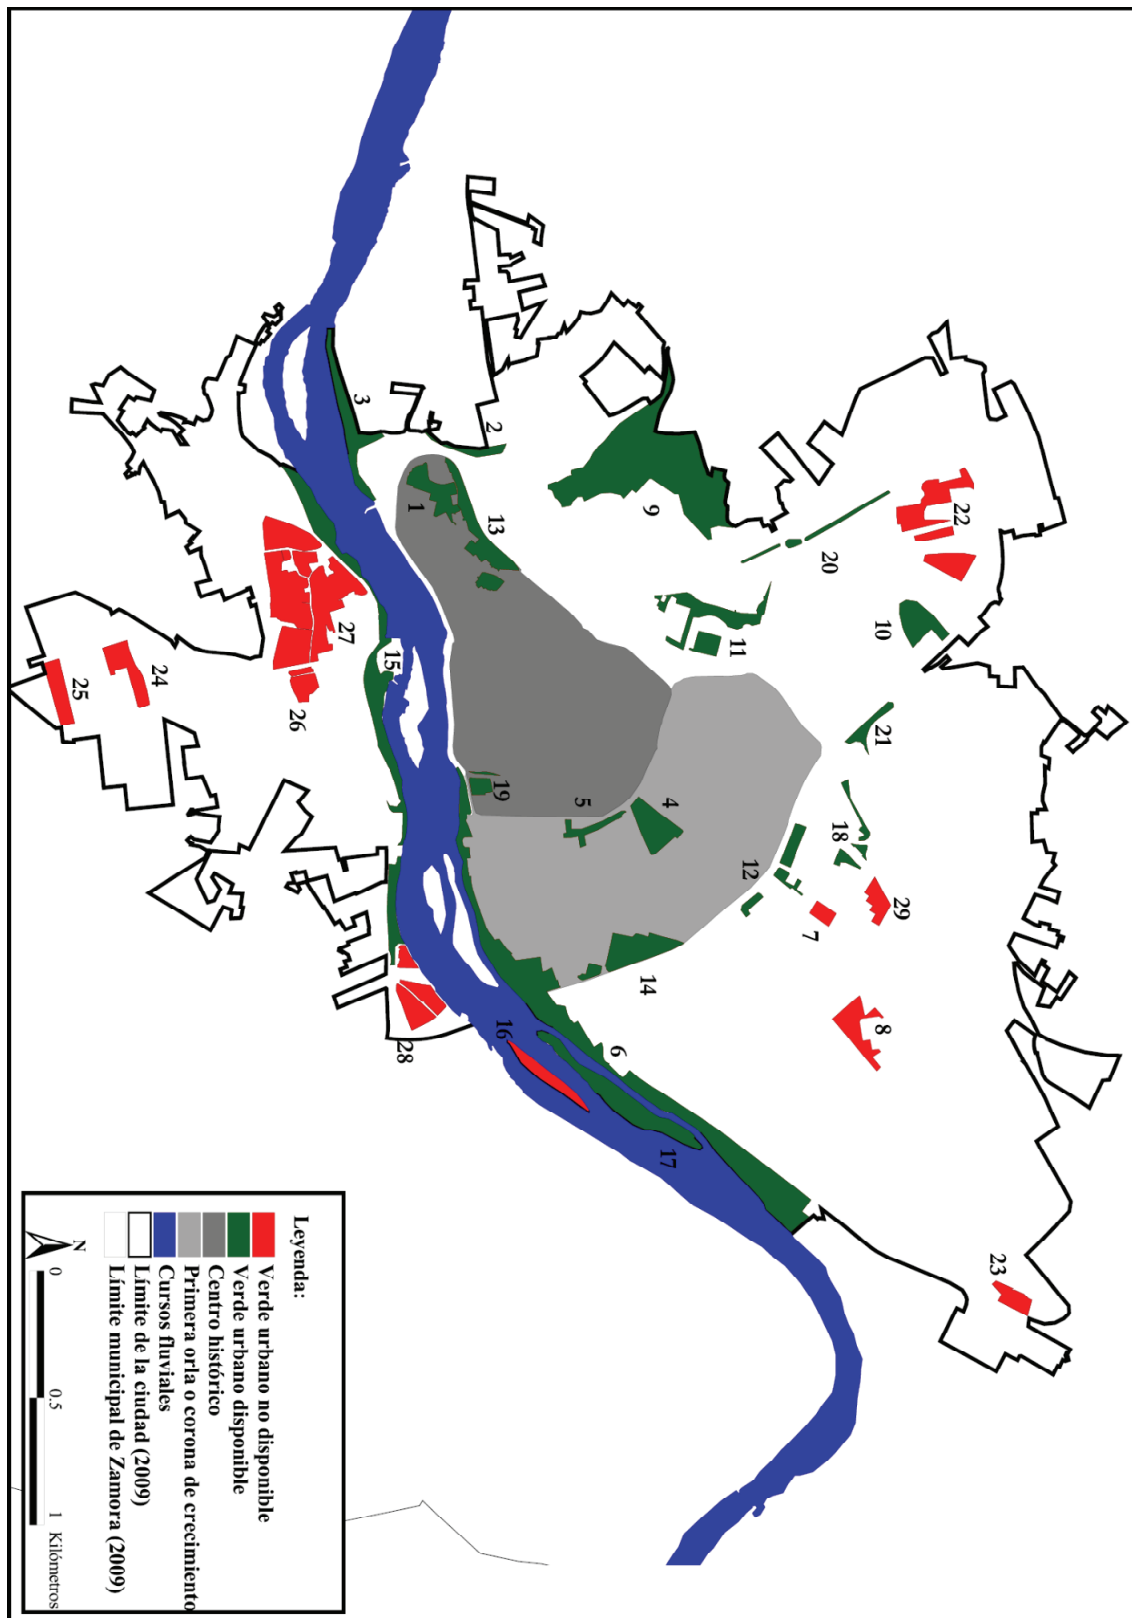 22
23
10
20
21
18
29
8
11
9
12
7
4
14
2
13
5
6
3
1
19
17
15
16
27
26
28
24
25
Leyenda:
Verde urbano no disponible
Verde urbano disponible
Centro histórico
Primera orla o corona de crecimiento
Cursos fluviales
Límite de la ciudad (2009)
Límite municipal de Zamora (2009)
N
0 0.5 1 Kilómetros